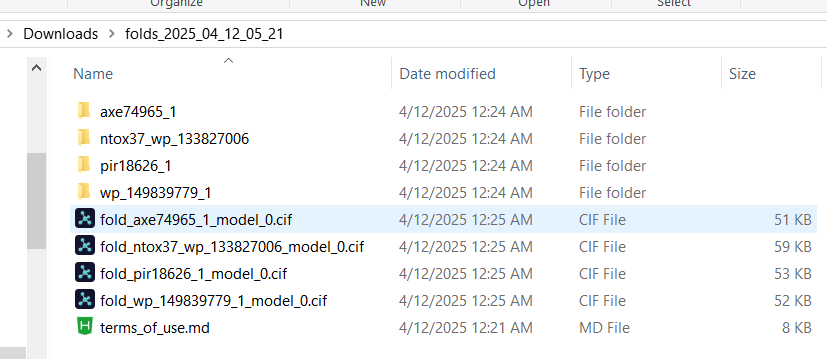 Organize New Open Select
Downloads > folds_2025_04_12_05_21
Name Date modified Type Size
axe74965_1 4/12/2025 12:24 AM File folder
ntox37_wp_133827006 4/12/2025 12:24 AM File folder
pir18626_1 4/12/2025 12:24 AM File folder
wp_149839779_1 4/12/2025 12:24 AM File folder
fold_axe74965_1_model_0.cif 4/12/2025 12:25 AM CIF File 51 KB
fold_ntox37_wp_133827006_model_0.cif 4/12/2025 12:25 AM CIF File 59 KB
fold_pir18626_1_model_0.cif 4/12/2025 12:25 AM CIF File 53 KB
fold_wp_149839779_1_model_0.cif 4/12/2025 12:25 AM CIF File 52 KB
H terms_of_use.md 4/12/2025 12:21 AM MD File 8 KB